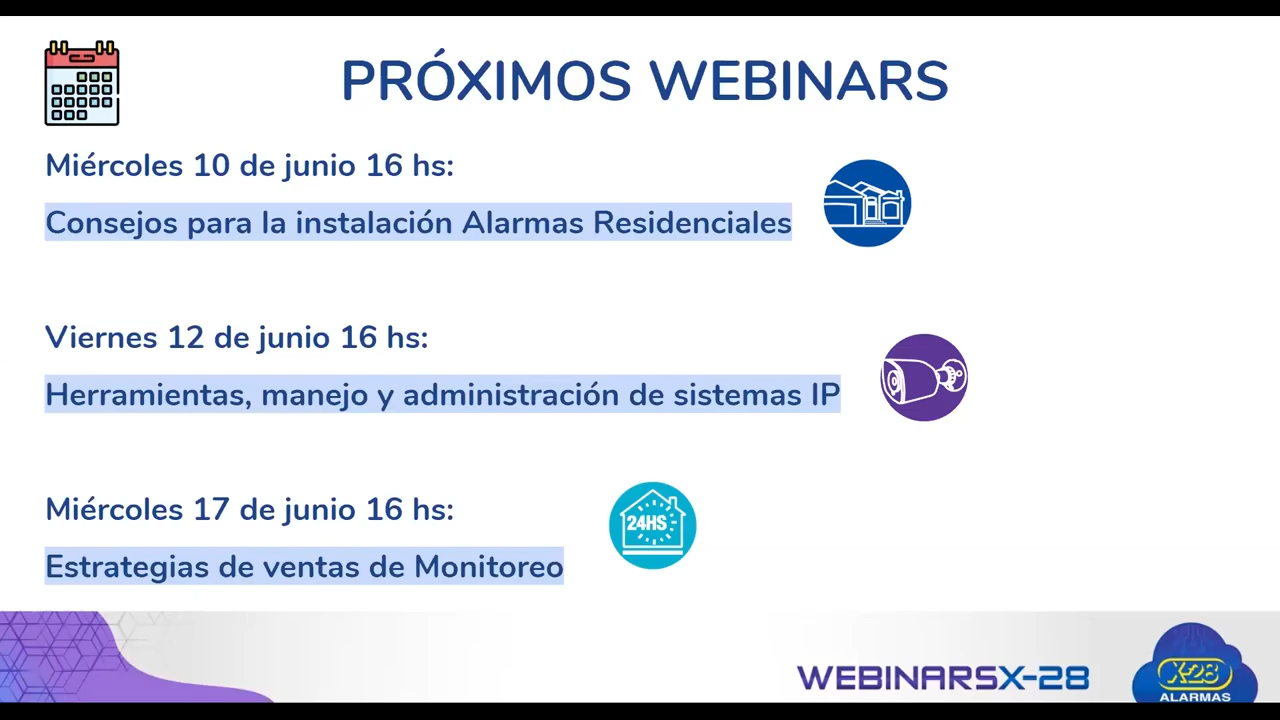 PRÓXIMOS WEBINARS
Miércoles 10 de junio 16 hs:
Consejos para la instalación Alarmas Residenciales
Viernes 12 de junio 16 hs:
Herramientas, manejo y administración de sistemas IP
Miércoles 17 de junio 16 hs:
24HS
Estrategias de ventas de Monitoreo
WEBINARSX-28
X-28
ALARMAS